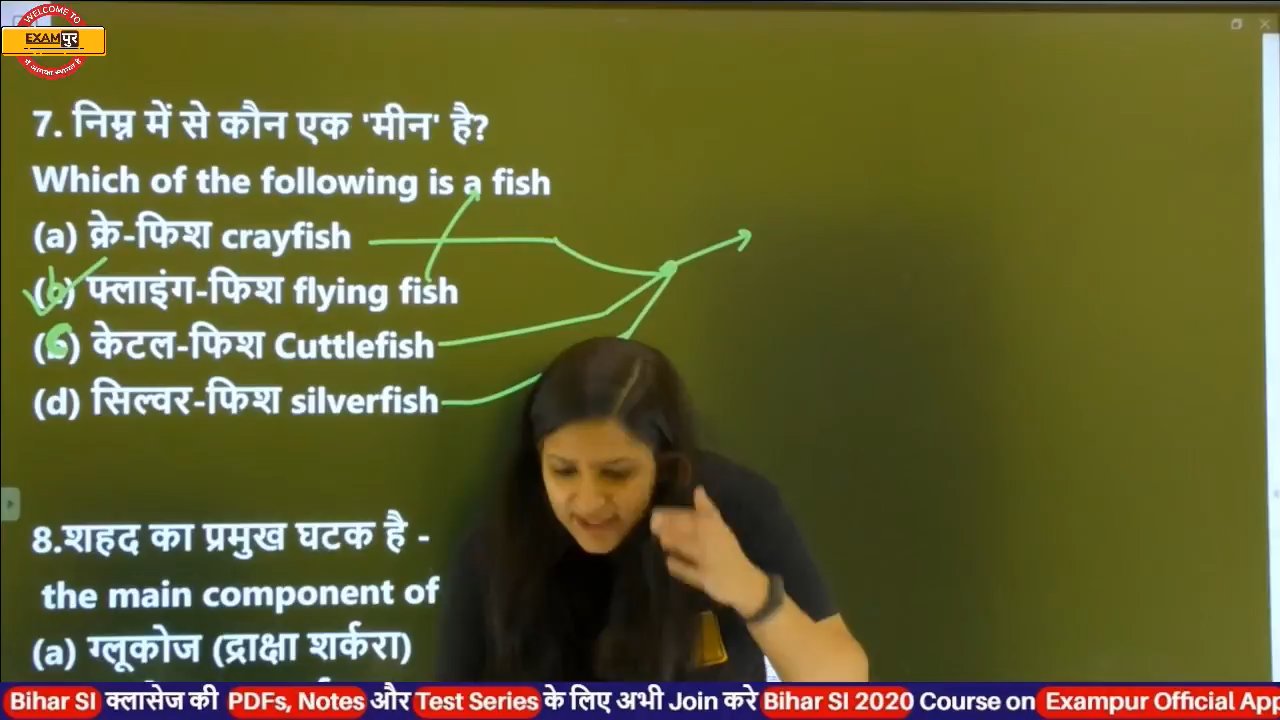 WELCOME TO
EXAMपुर
7. निम्न में से कौन एक 'मीन' है?
Which of the following is a fish
(a) क्रे-फिश crayfish
(b) फ्लाइंग-फिश flying fish
(c) केटल-फिश Cuttlefish
(d) सिल्वर-फिश silverfish
8.शहद का प्रमुख घटक है -
the main component of
(a) ग्लूकोज (द्राक्षा शर्करा)
Bihar SI क्लासेज की PDFs, Notes और Test Series के लिए अभी Join करे Bihar SI 2020 Course on Exampur Official App